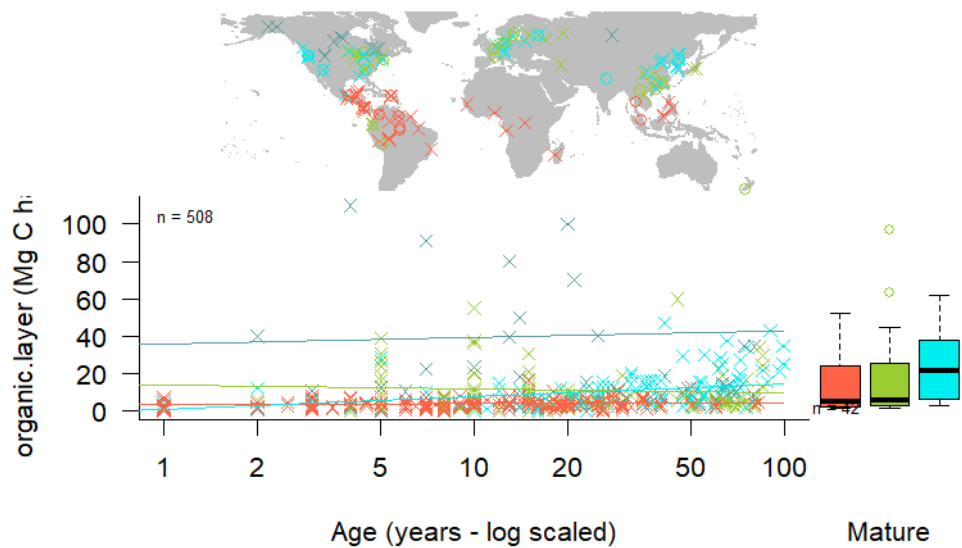 n = 508
organic.layer (Mg C h
100
80
60
40
20
0
n = 42
1 2 5 10 20 50 100
Age (years - log scaled) Mature